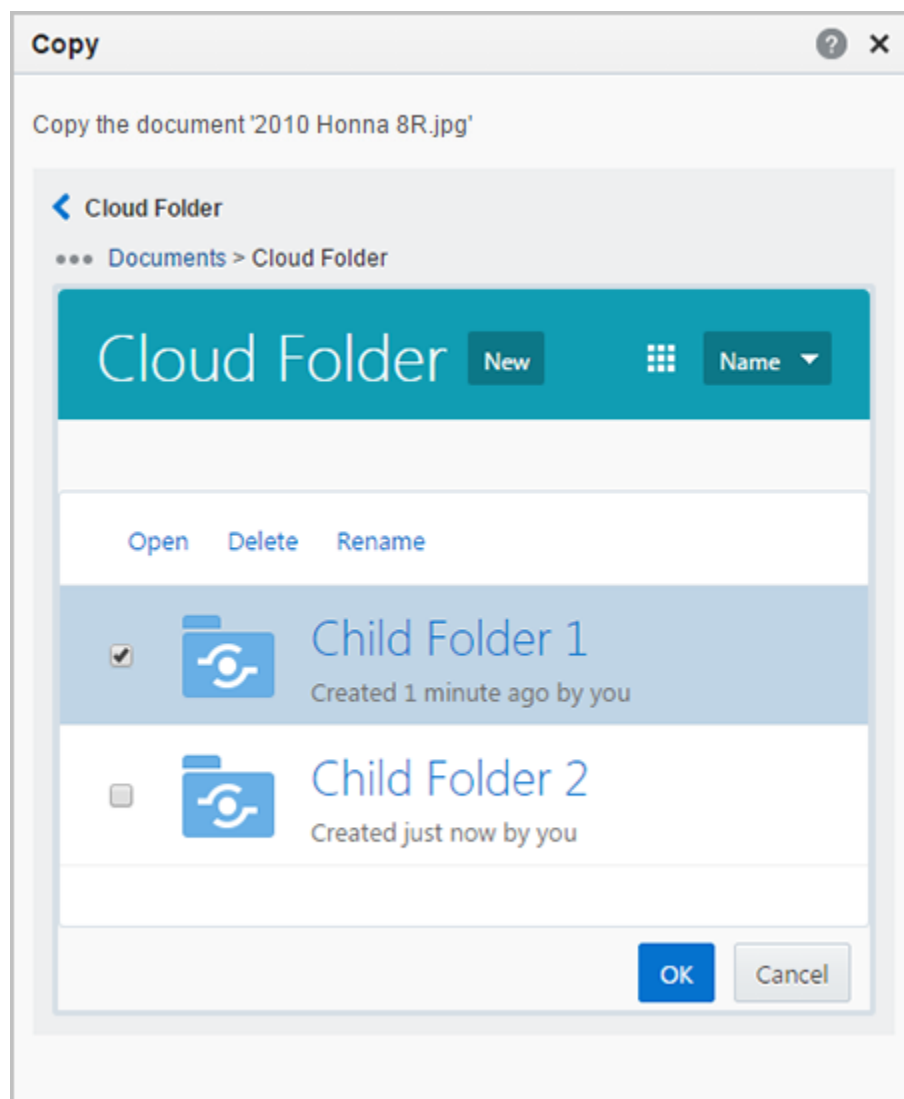 Copy
Copy the document '2010 Honna 8R.jpg'
Cloud Folder
Documents > Cloud Folder
Cloud Folder New Name
Open Delete Rename
Child Folder 1
Created 1 minute ago by you
Child Folder 2
Created just now by you
OK Cancel